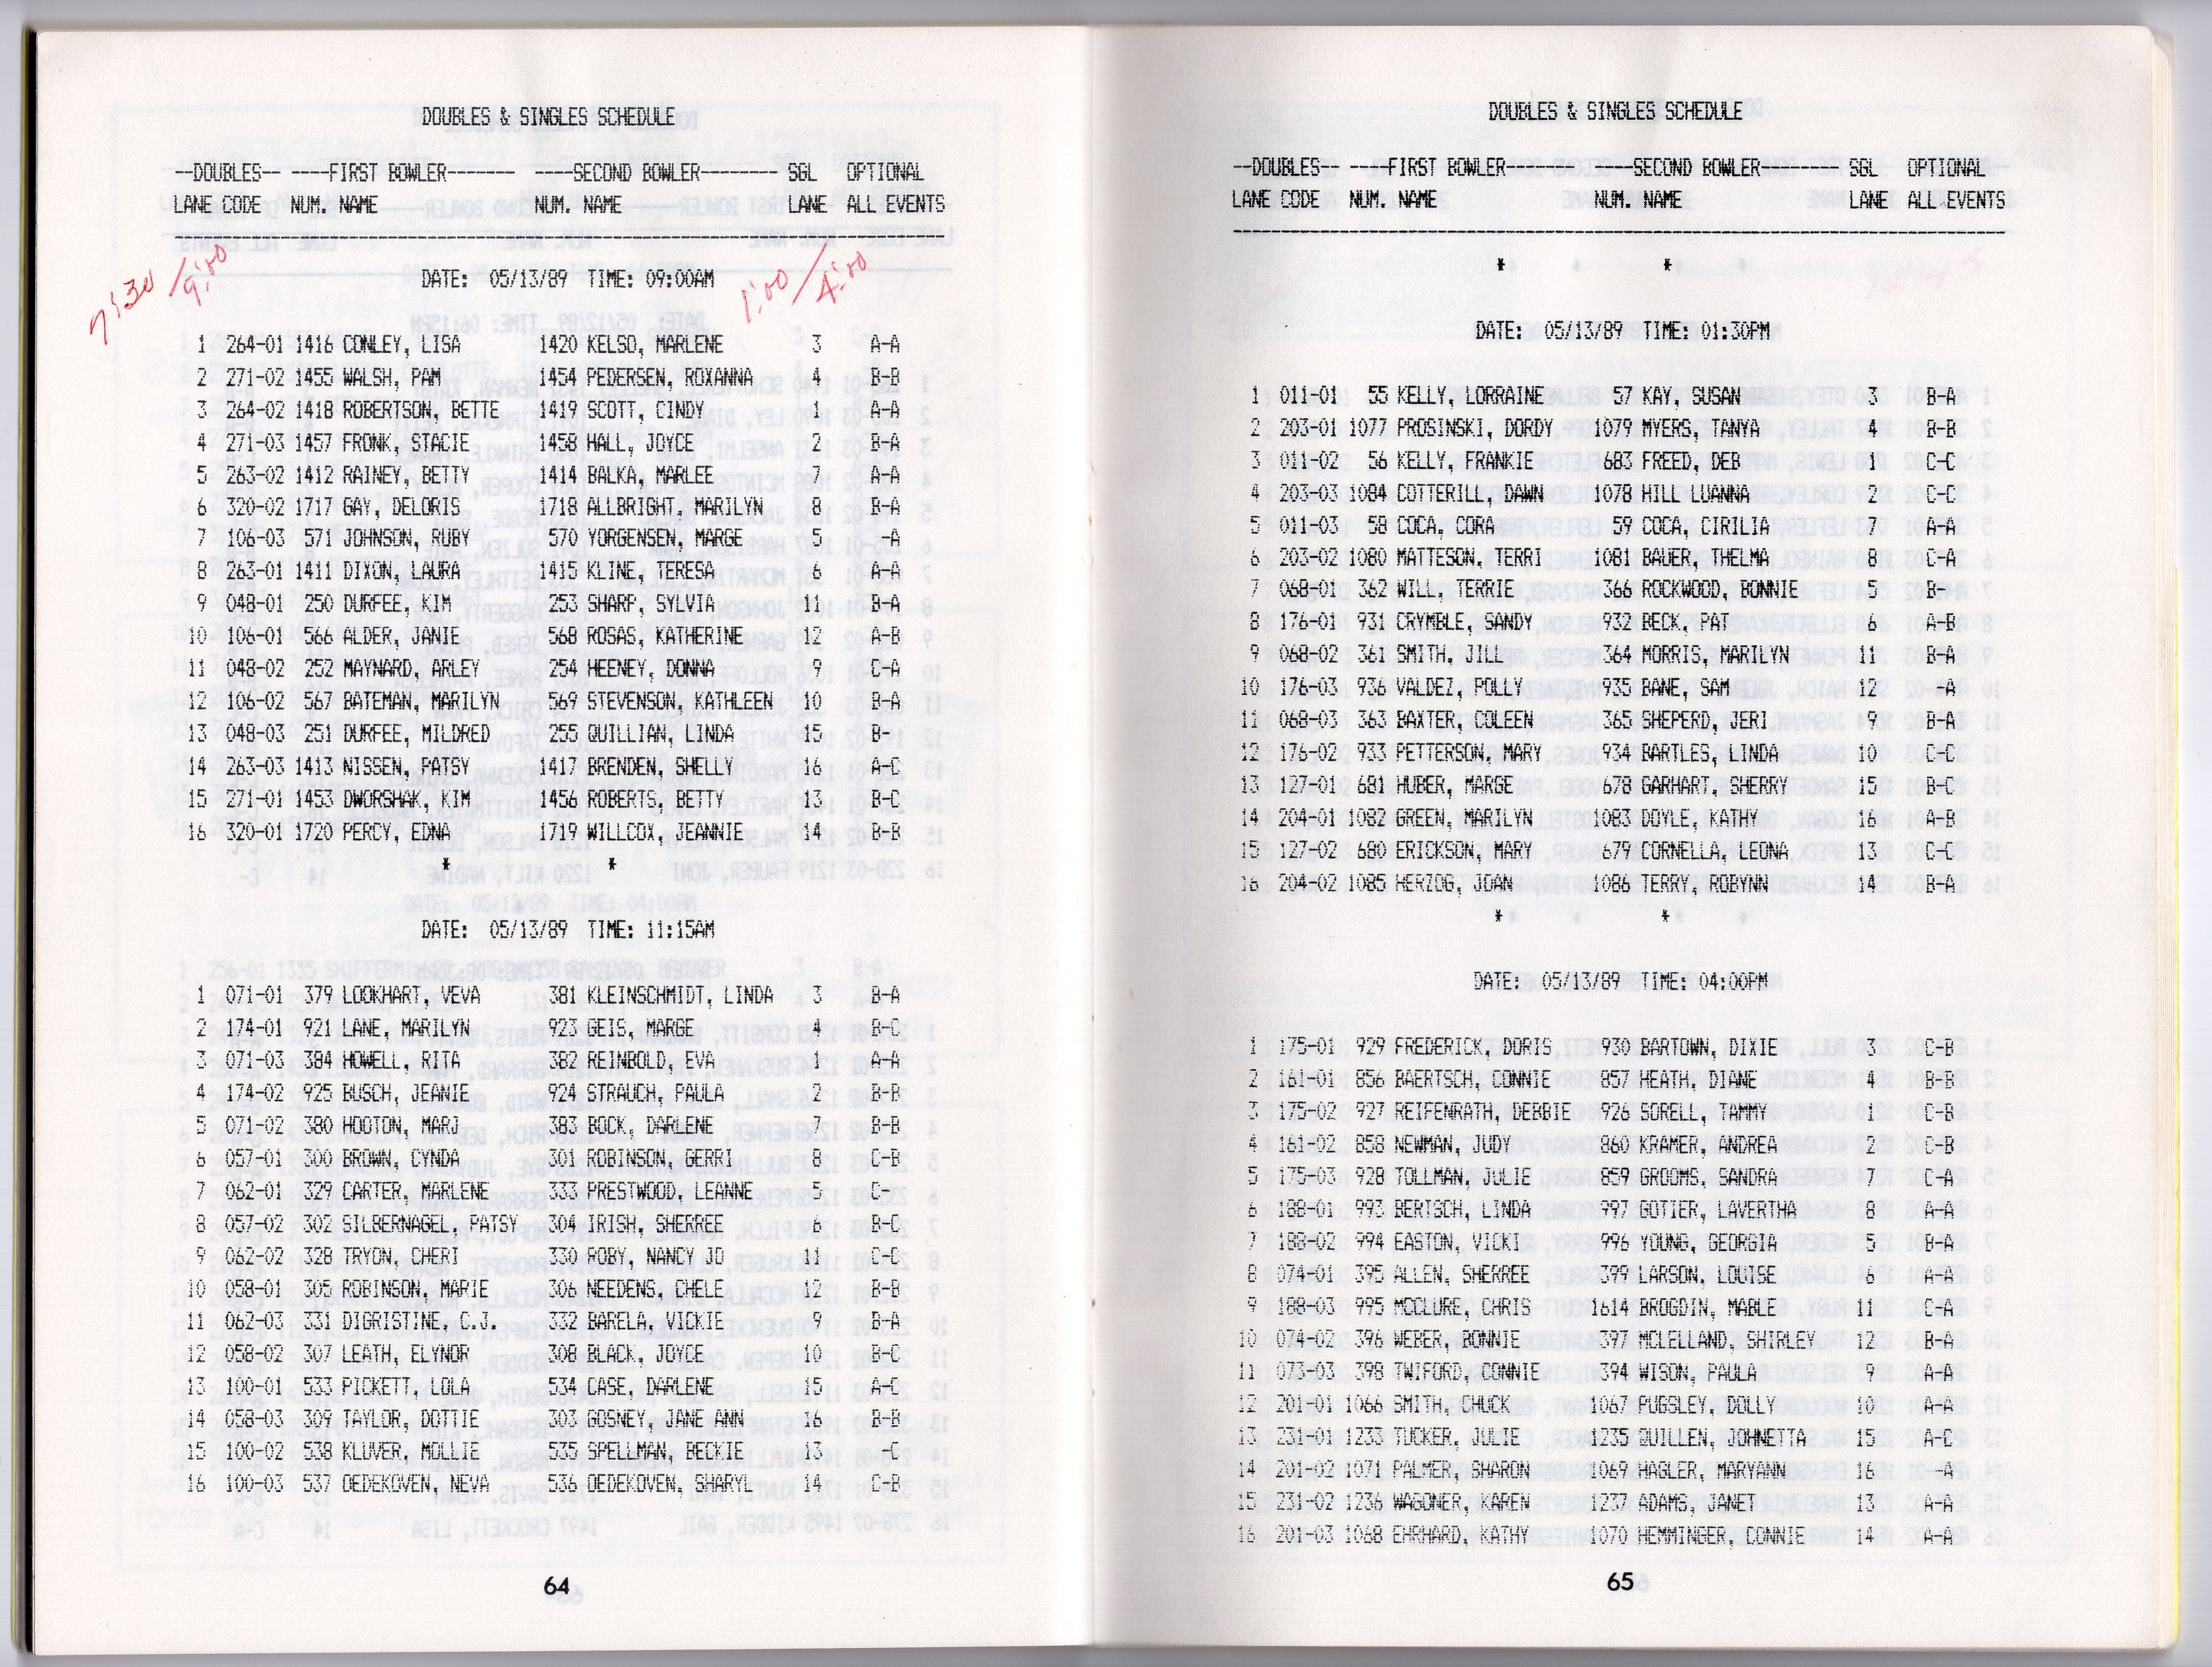 DOUBLES & SINGLES SCHEDULE
--DOUBLES-- ----FIRST BOWLER------- ----SECOND BOWLER-------- SGL OPTIONAL
LANE CODE NUM. NAME NUM. NAME LANE ALL EVENTS
7:30 / 9:00
DATE: 05/13/89 TIME: 09:00AM
1:00 / 4:00
1 264-01 1416 CONLEY, LISA 1420 KELSO, MARLENE 3 A-A
2 271-02 1455 WALSH, PAM 1454 PEDERSEN, ROXANNA 4 B-B
3 264-02 1418 ROBERTSON, BETTE 1419 SCOTT, CINDY 1 A-A
4 271-03 1457 FRONK, STACIE 1458 HALL, JOYCE 2 B-A
5 263-02 1412 RAINEY, BETTY 1414 BALKA, MARLEE 7 A-A
6 320-02 1717 GAY, DELORIS 1718 ALLBRIGHT, MARILYN 8 B-A
7 106-03 571 JOHNSON, RUBY 570 YORGENSEN, MARGE 5 -A
8 263-01 1411 DIXON, LAURA 1415 KLINE, TERESA 6 A-A
9 048-01 250 DURFEE, KIM 253 SHARP, SYLVIA 11 B-A
10 106-01 566 ALDER, JANIE 568 ROSAS, KATHERINE 12 A-B
11 048-02 252 MAYNARD, ARLEY 254 HEENEY, DONNA 9 C-A
12 106-02 567 BATEMAN, MARILYN 569 STEVENSON, KATHLEEN 10 B-A
13 048-03 251 DURFEE, MILDRED 255 QUILLIAN, LINDA 15 B-
14 263-03 1413 NISSEN, PATSY 1417 BRENDEN, SHELLY 16 A-C
15 271-01 1453 DWORSHAK, KIM 1456 ROBERTS, BETTY 13 B-C
16 320-01 1720 PERCY, EDNA 1719 WILLCOX, JEANNIE 14 B-B
* *
DATE: 05/13/89 TIME: 11:15AM
1 071-01 379 LOCKHART, VEVA 381 KLEINSCHMIDT, LINDA 3 B-A
2 174-01 921 LANE, MARILYN 923 GEIS, MARGE 4 B-C
3 071-03 384 HOWELL, RITA 382 REINBOLD, EVA 1 A-A
4 174-02 925 BUSCH, JEANIE 924 STRAUCH, PAULA 2 B-B
5 071-02 380 HOOTON, MARJ 383 BOCK, DARLENE 7 B-B
6 057-01 300 BROWN, CYNDA 301 ROBINSON, GERRI 8 C-B
7 062-01 329 CARTER, MARLENE 333 PRESTWOOD, LEANNE 5 C-
8 057-02 302 SILBERNAGEL, PATSY 304 IRISH, SHERREE 6 B-C
9 062-02 328 TRYON, CHERI 330 ROBY, NANCY JO 11 C-C
10 058-01 305 ROBINSON, MARIE 306 NEEDENS, CHELE 12 B-B
11 062-03 331 DIGRISTINE, C.J. 332 BARELA, VICKIE 9 B-A
12 058-02 307 LEATH, ELYNOR 308 BLACK, JOYCE 10 B-C
13 100-01 533 PICKETT, LOLA 534 CASE, DARLENE 15 A-C
14 058-03 309 TAYLOR, DOTTIE 303 GOSNEY, JANE ANN 16 B-B
15 100-02 538 KLUVER, MOLLIE 535 SPELLMAN, BECKIE 13 -C
16 100-03 537 OEDEKOVEN, NEVA 536 OEDEKOVEN, SHARYL 14 C-B
64
DOUBLES & SINGLES SCHEDULE
--DOUBLES-- ----FIRST BOWLER------- ----SECOND BOWLER-------- SGL OPTIONAL
LANE CODE NUM. NAME NUM. NAME LANE ALL EVENTS
* *
DATE: 05/13/89 TIME: 01:30PM
1 011-01 55 KELLY, LORRAINE 57 KAY, SUSAN 3 B-A
2 203-01 1077 PROSINSKI, DORDY 1079 MYERS, TANYA 4 B-B
3 011-02 56 KELLY, FRANKIE 683 FREED, DEB 1 C-C
4 203-03 1084 COTTERILL, DAWN 1078 HILL LUANNA 2 C-C
5 011-03 58 COCA, CORA 59 COCA, CIRILIA 7 A-A
6 203-02 1080 MATTESON, TERRI 1081 BAUER, THELMA 8 C-A
7 068-01 362 WILL, TERRIE 366 ROCKWOOD, BONNIE 5 B-
8 176-01 931 CRYMBLE, SANDY 932 BECK, PAT 6 A-B
9 068-02 361 SMITH, JILL 364 MORRIS, MARILYN 11 B-A
10 176-03 936 VALDEZ, POLLY 935 BANE, SAM 12 -A
11 068-03 363 BAXTER, COLEEN 365 SHEPERD, JERI 9 B-A
12 176-02 933 PETTERSON, MARY 934 BARTLES, LINDA 10 C-C
13 127-01 681 HUBER, MARGE 678 GARHART, SHERRY 15 B-C
14 204-01 1082 GREEN, MARILYN 1083 DOYLE, KATHY 16 A-B
15 127-02 680 ERICKSON, MARY 679 CORNELLA, LEONA 13 C-C
16 204-02 1085 HERZOG, JOAN 1086 TERRY, ROBYNN 14 B-A
* *
DATE: 05/13/89 TIME: 04:00PM
1 175-01 929 FREDERICK, DORIS 930 BARTOWN, DIXIE 3 C-B
2 161-01 856 BAERTSCH, CONNIE 857 HEATH, DIANE 4 B-B
3 175-02 927 REIFENRATH, DEBBIE 926 SORELL, TAMMY 1 C-B
4 161-02 858 NEWMAN, JUDY 860 KRAMER, ANDREA 2 C-B
5 175-03 928 TOLLMAN, JULIE 859 GROOMS, SANDRA 7 C-A
6 188-01 993 BERTSCH, LINDA 997 GOTIER, LAVERTHA 8 A-A
7 188-02 994 EASTON, VICKI 996 YOUNG, GEORGIA 5 B-A
8 074-01 395 ALLEN, SHERREE 399 LARSON, LOUISE 6 A-A
9 188-03 995 MCCLURE, CHRIS 1614 BROGDIN, MABLE 11 C-A
10 074-02 396 WEBER, BONNIE 397 MCLELLAND, SHIRLEY 12 B-A
11 073-03 398 TWIFORD, CONNIE 394 WISON, PAULA 9 A-A
12 201-01 1066 SMITH, CHUCK 1067 PUGSLEY, DOLLY 10 A-A
13 231-01 1233 TUCKER, JULIE 1235 QUILLEN, JOHNETTA 15 A-C
14 201-02 1071 PALMER, SHARON 1069 HAGLER, MARYANN 16 -A
15 231-02 1236 WAGONER, KAREN 1237 ADAMS, JANET 13 A-A
16 201-03 1068 EHRHARD, KATHY 1070 HEMMINGER, CONNIE 14 A-A
65